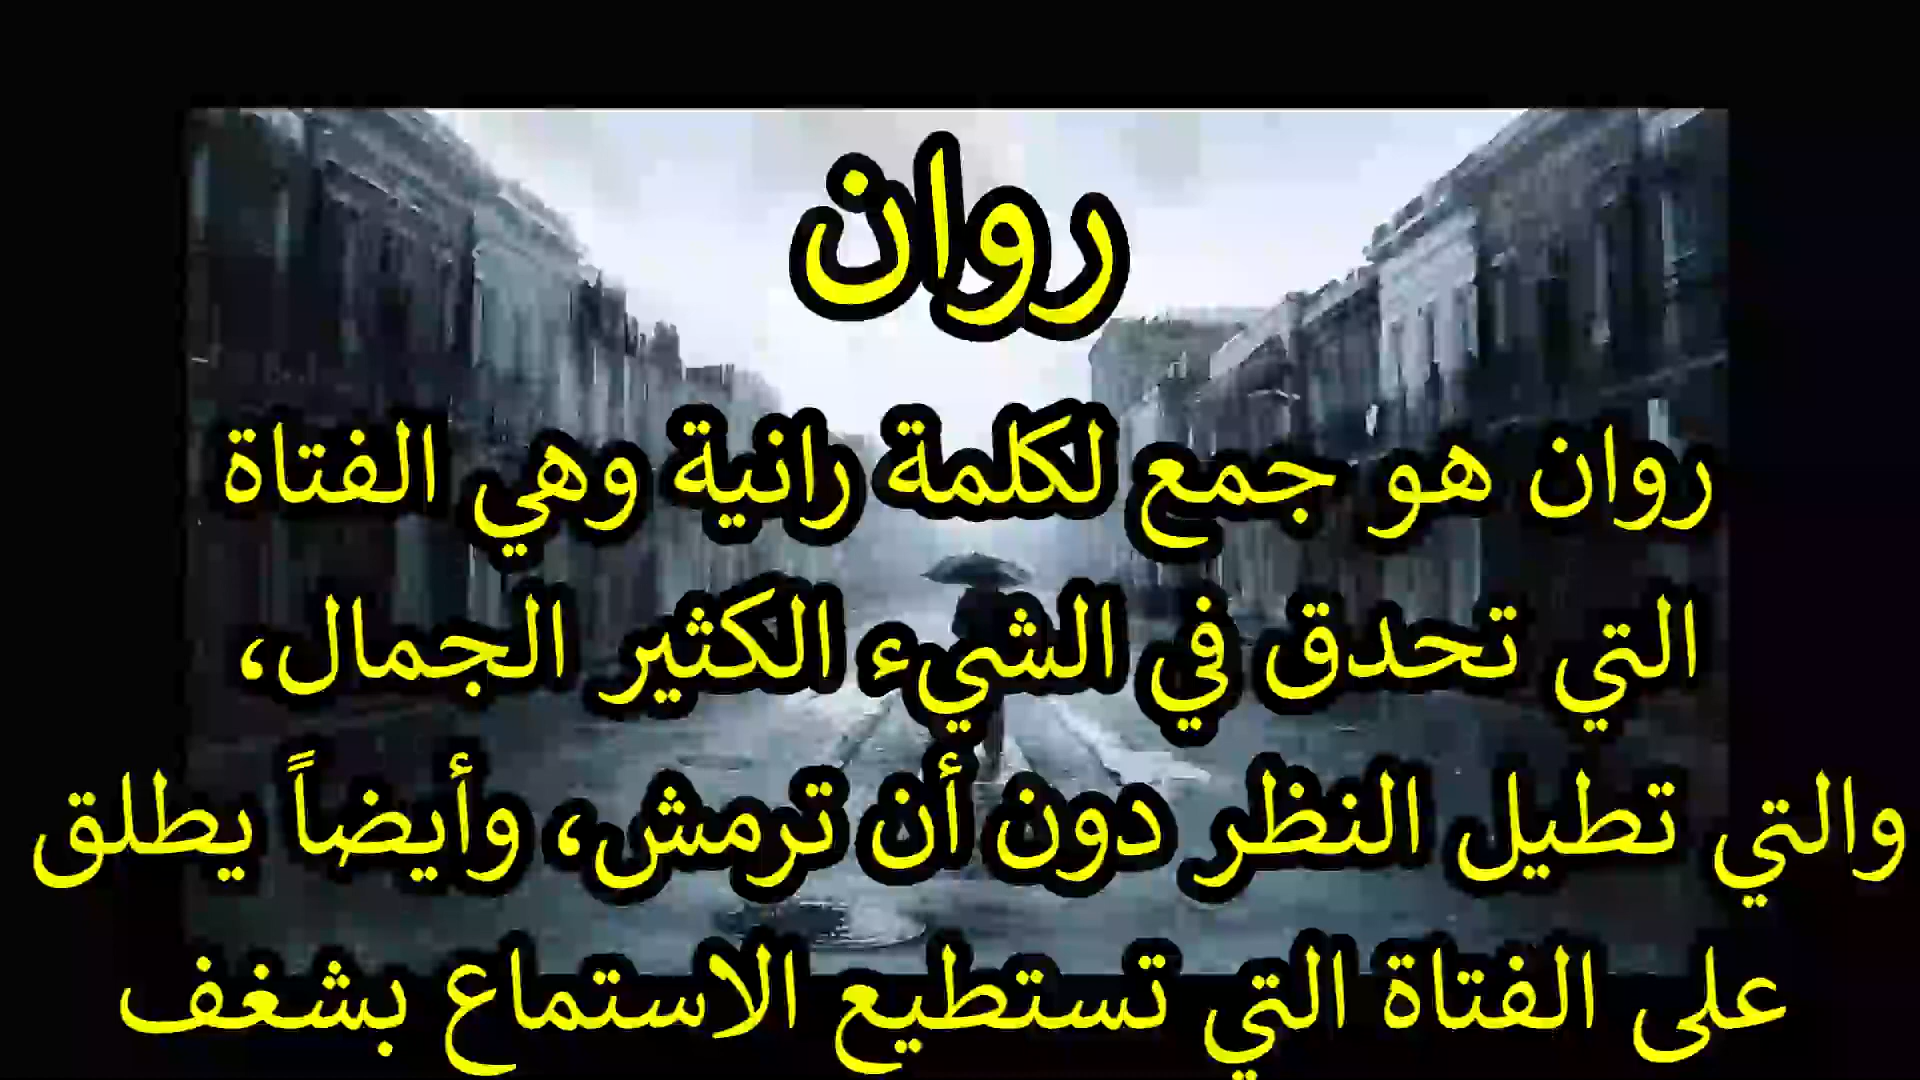 روان
روان هو جمع لكلمة رانية وهي الفتاة
التي تحدق في الشيء الكثير الجمال،
والتي تطيل النظر دون أن ترمش، وأيضاً يطلق
على الفتاة التي تستطيع الاستماع بشغف